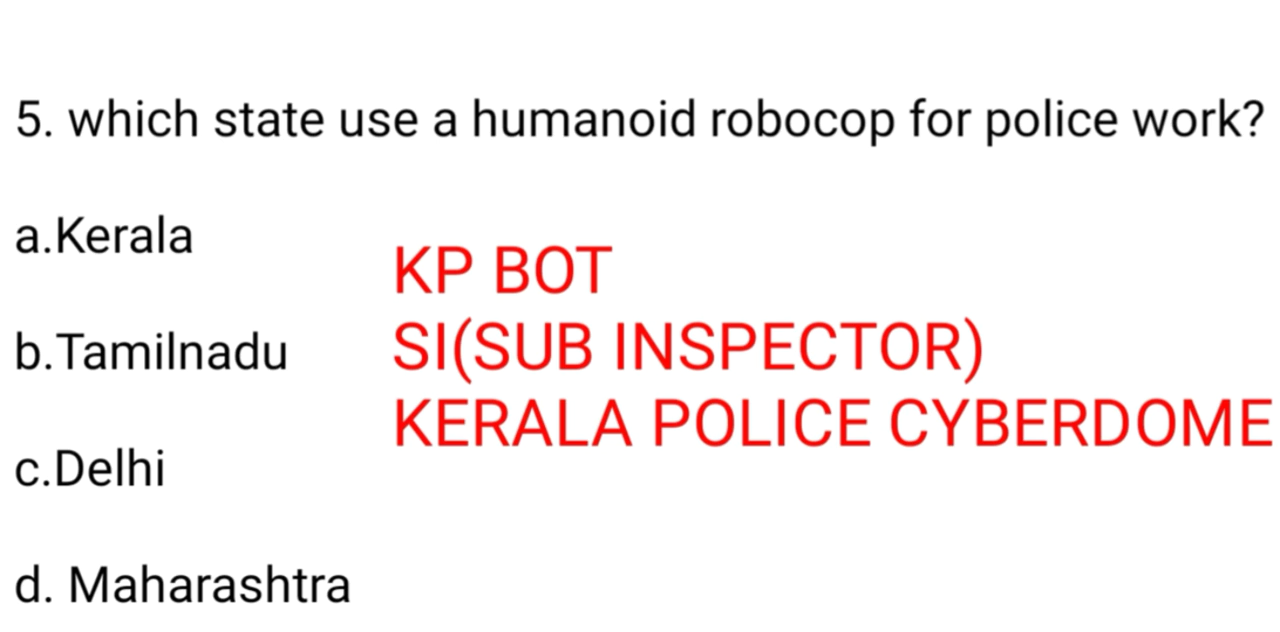 5. which state use a humanoid robocop for police work?
a.Kerala
KP BOT
b.Tamilnadu
SI(SUB INSPECTOR)
KERALA POLICE CYBERDOME
c.Delhi
d. Maharashtra